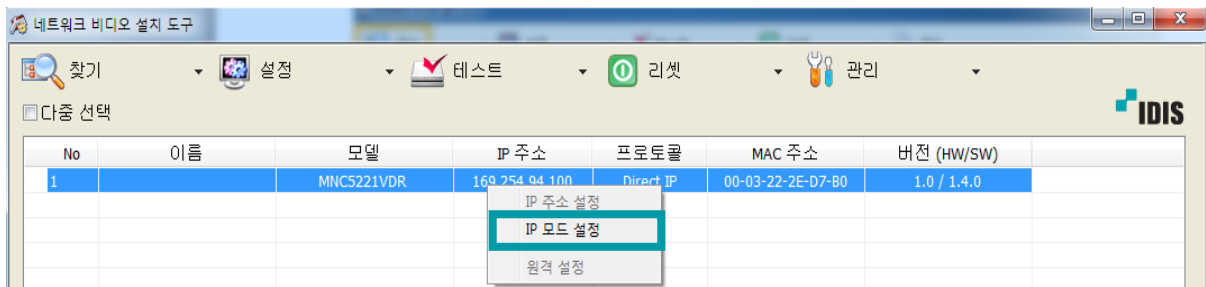 네트워크 비디오 설치 도구
찾기 설정 테스트 리셋 관리
다중 선택
IDIS
No 이름 모델 IP 주소 프로토콜 MAC 주소 버전 (HW/SW)
1 MNC5221VDR 169.254.94.100 Direct IP 00-03-22-2E-D7-B0 1.0 / 1.4.0
IP 주소 설정
IP 모드 설정
원격 설정